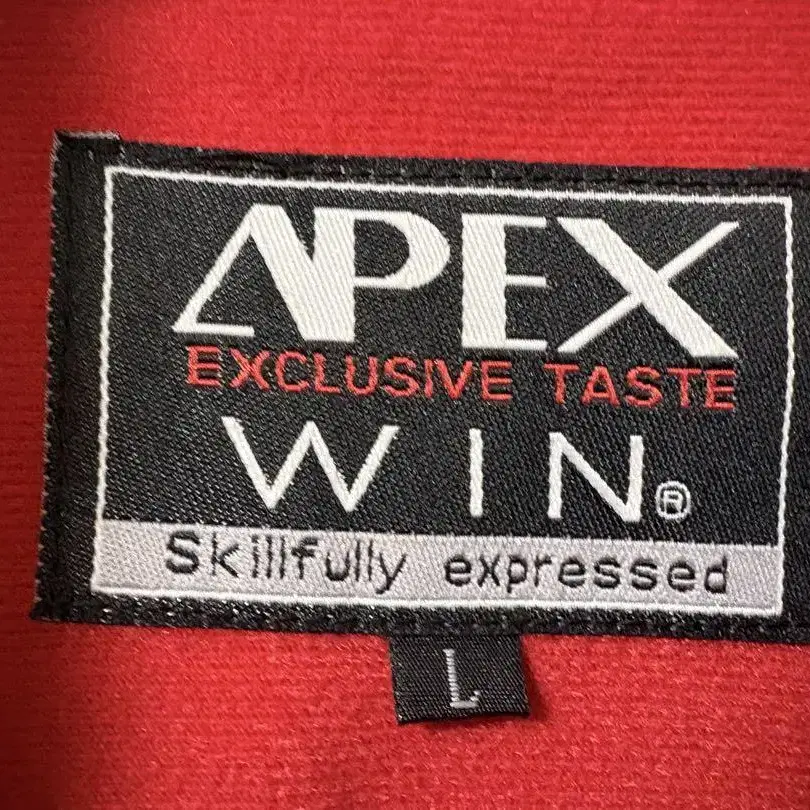 APEX
EXCLUSIVE TASTE
WIN®
Skillfully expressed
L